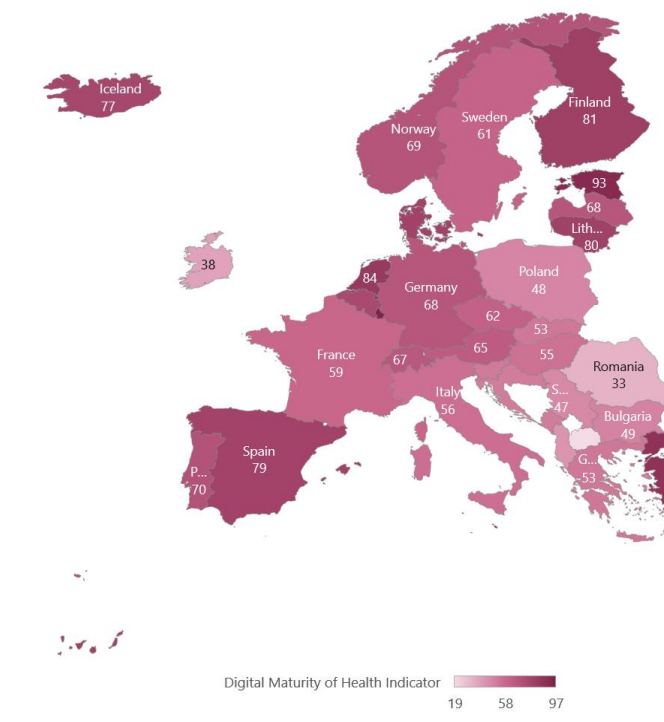 Iceland
77
Finland
81
Sweden
61
Norway
69
93
68
Lith...
80
38
84
Poland
48
Germany
68
62
53
France
59
67
65
55
Romania
33
Italy
56
S...
47
Bulgaria
49
Spain
79
G...
53
P...
70
Digital Maturity of Health Indicator
19 58 97